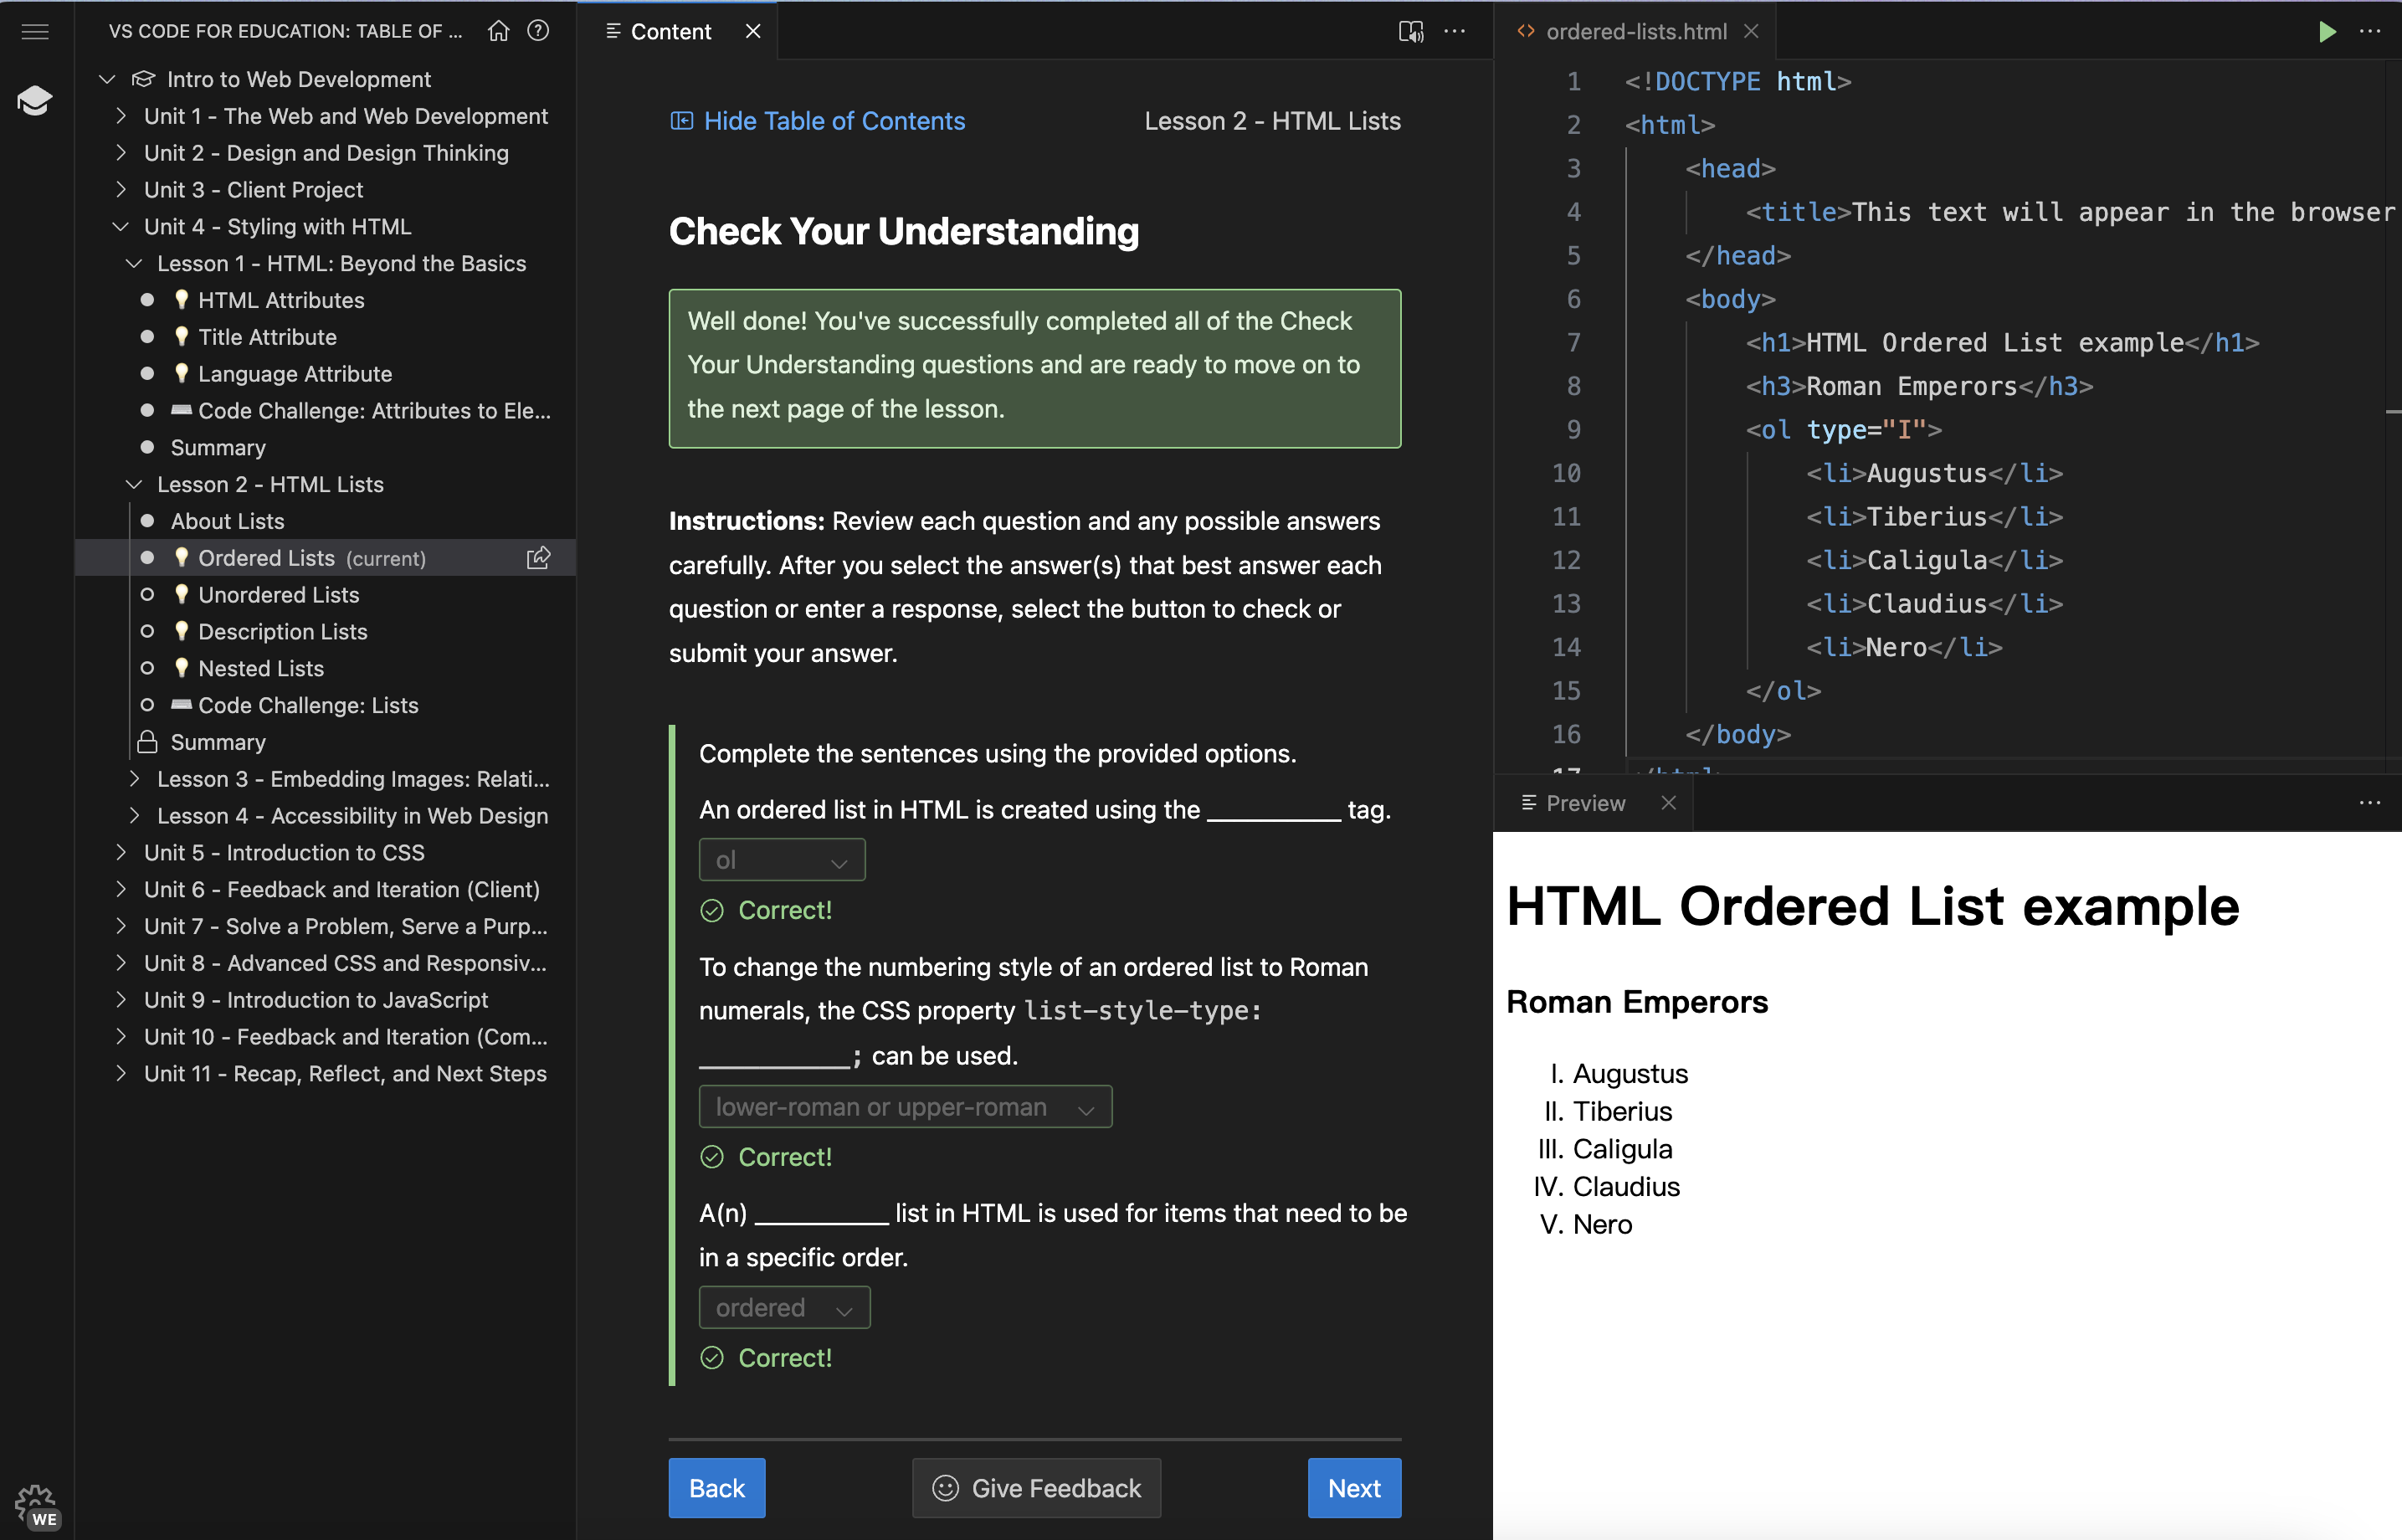 VS CODE FOR EDUCATION: TABLE OF ...
Intro to Web Development
Unit 1 - The Web and Web Development
Unit 2 - Design and Design Thinking
Unit 3 - Client Project
Unit 4 - Styling with HTML
Lesson 1 - HTML: Beyond the Basics
HTML Attributes
Title Attribute
Language Attribute
Code Challenge: Attributes to Ele...
Summary
Lesson 2 - HTML Lists
About Lists
Ordered Lists (current)
Unordered Lists
Description Lists
Nested Lists
Code Challenge: Lists
Summary
Lesson 3 - Embedding Images: Relati...
Lesson 4 - Accessibility in Web Design
Unit 5 - Introduction to CSS
Unit 6 - Feedback and Iteration (Client)
Unit 7 - Solve a Problem, Serve a Purp...
Unit 8 - Advanced CSS and Responsiv...
Unit 9 - Introduction to JavaScript
Unit 10 - Feedback and Iteration (Com...
Unit 11 - Recap, Reflect, and Next Steps
WE
Content
Hide Table of Contents
Lesson 2 - HTML Lists
Check Your Understanding
Well done! You've successfully completed all of the Check
Your Understanding questions and are ready to move on to
the next page of the lesson.
Instructions: Review each question and any possible answers
carefully. After you select the answer(s) that best answer each
question or enter a response, select the button to check or
submit your answer.
Complete the sentences using the provided options.
An ordered list in HTML is created using the __________ tag.
ol
Correct!
To change the numbering style of an ordered list to Roman
numerals, the CSS property list-style-type:
__________; can be used.
lower-roman or upper-roman
Correct!
A(n) __________ list in HTML is used for items that need to be
in a specific order.
ordered
Correct!
Back
Give Feedback
Next
ordered-lists.html
1 <!DOCTYPE html>
2 <html>
3 <head>
4 <title>This text will appear in the browser
5 </head>
6 <body>
7 <h1>HTML Ordered List example</h1>
8 <h3>Roman Emperors</h3>
9 <ol type="I">
10 <li>Augustus</li>
11 <li>Tiberius</li>
12 <li>Caligula</li>
13 <li>Claudius</li>
14 <li>Nero</li>
15 </ol>
16 </body>
17 </html>
Preview
HTML Ordered List example
Roman Emperors
I. Augustus
II. Tiberius
III. Caligula
IV. Claudius
V. Nero